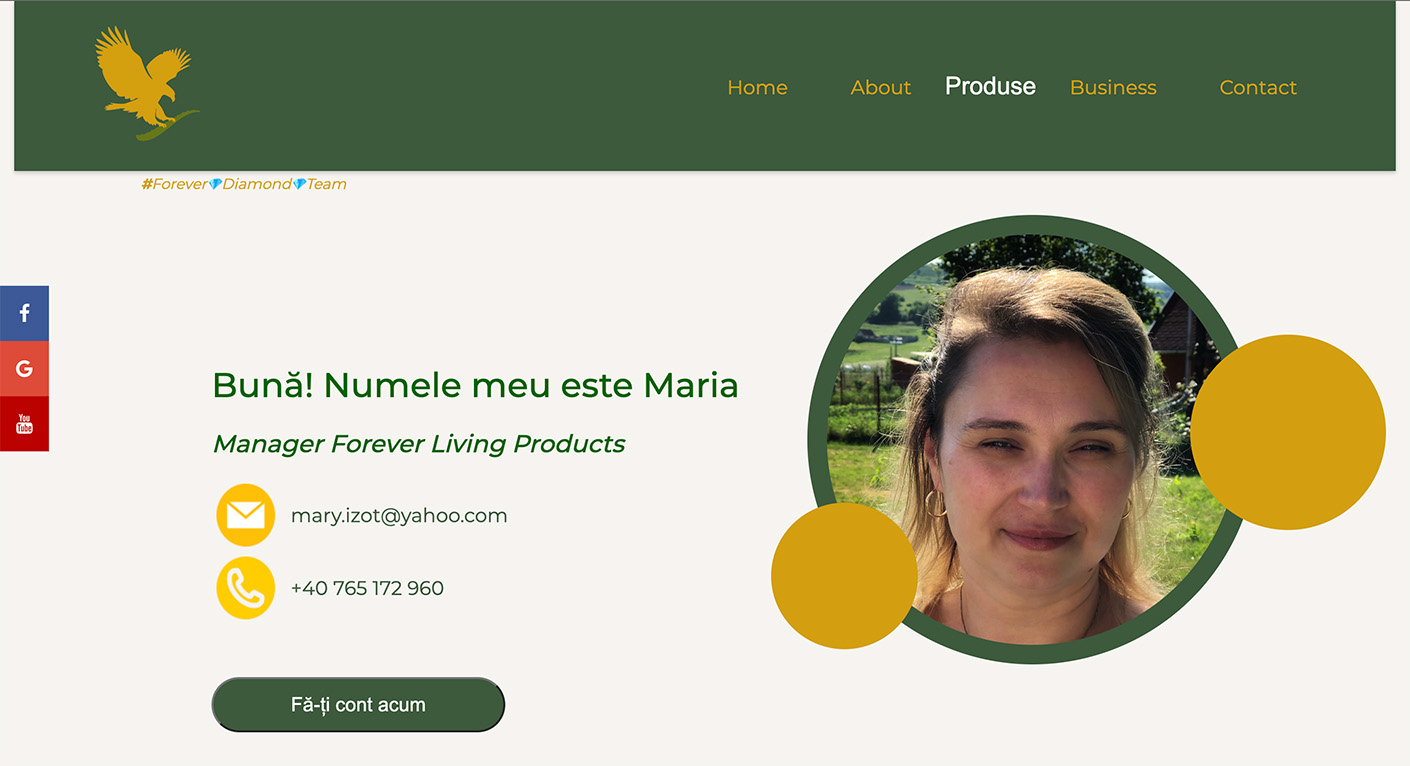 Home About Produse Business Contact
#Forever💎Diamond💎Team
f
G
You
Tube
Bună! Numele meu este Maria
Manager Forever Living Products
mary.izot@yahoo.com
+40 765 172 960
Fă-ți cont acum